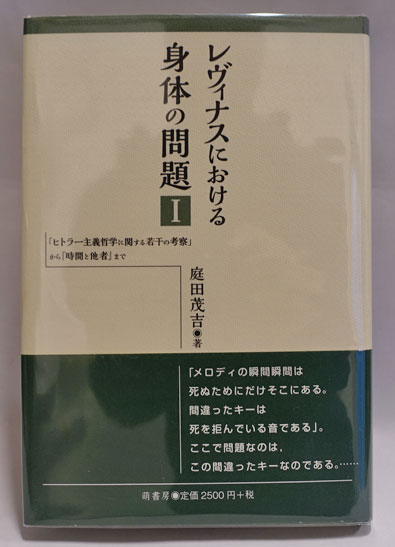 レヴィナスにおける
身体の問題 I
「ヒトラー主義哲学に関する若干の考察」
から『時間と他者』まで
庭田茂吉◉著
「メロディの瞬間瞬間は
死ぬためにだけそこにある。
間違ったキーは
死を拒んでいる音である」。
ここで問題なのは,
この間違ったキーなのである。……
萌書房◉定価2500円+税